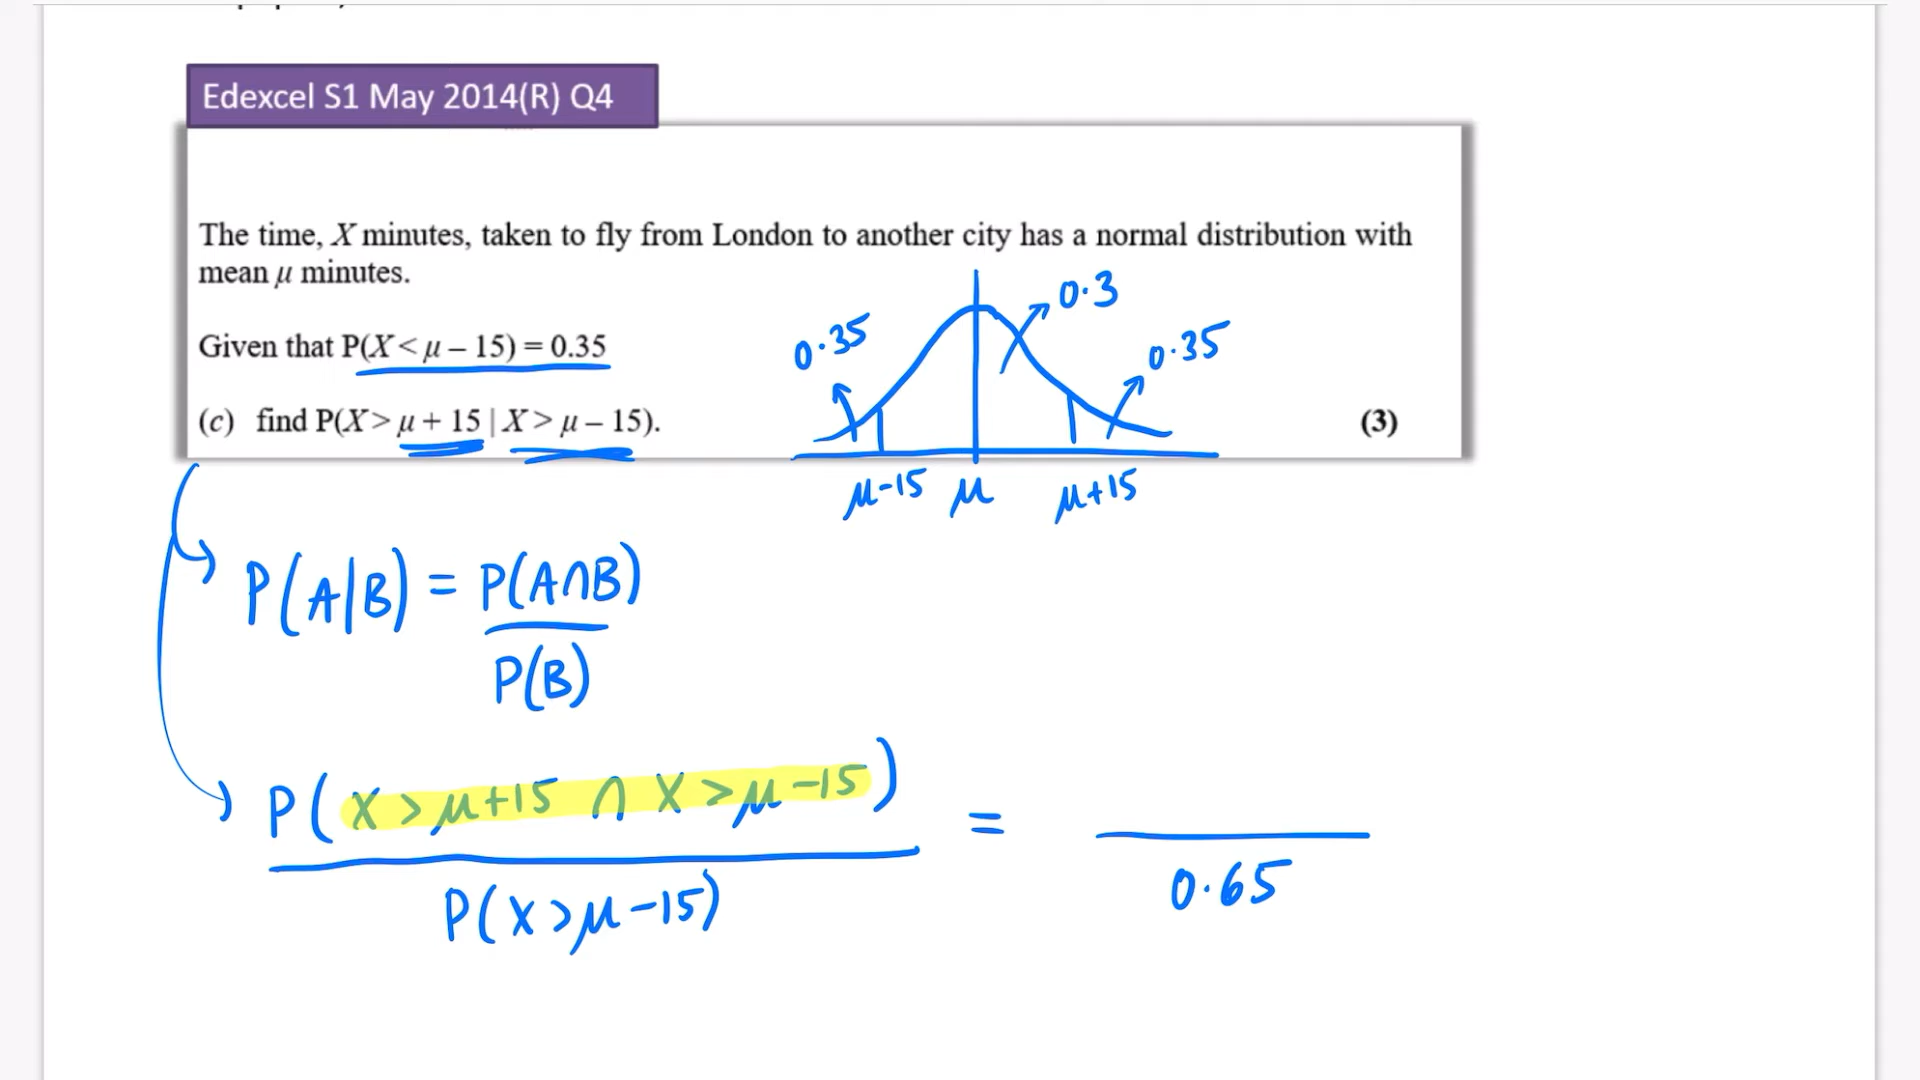 Edexcel S1 May 2014(R) Q4
The time, X minutes, taken to fly from London to another city has a normal distribution with
mean μ minutes.
0.3
0.35
0.35
Given that P(X < μ – 15) = 0.35
(c) find P(X > μ + 15 | X > μ – 15).
(3)
μ-15 μ μ+15
P(A|B) = P(A∩B)
P(B)
P(X>μ+15 ∩ X>μ-15) =
P(X>μ-15)
0.65